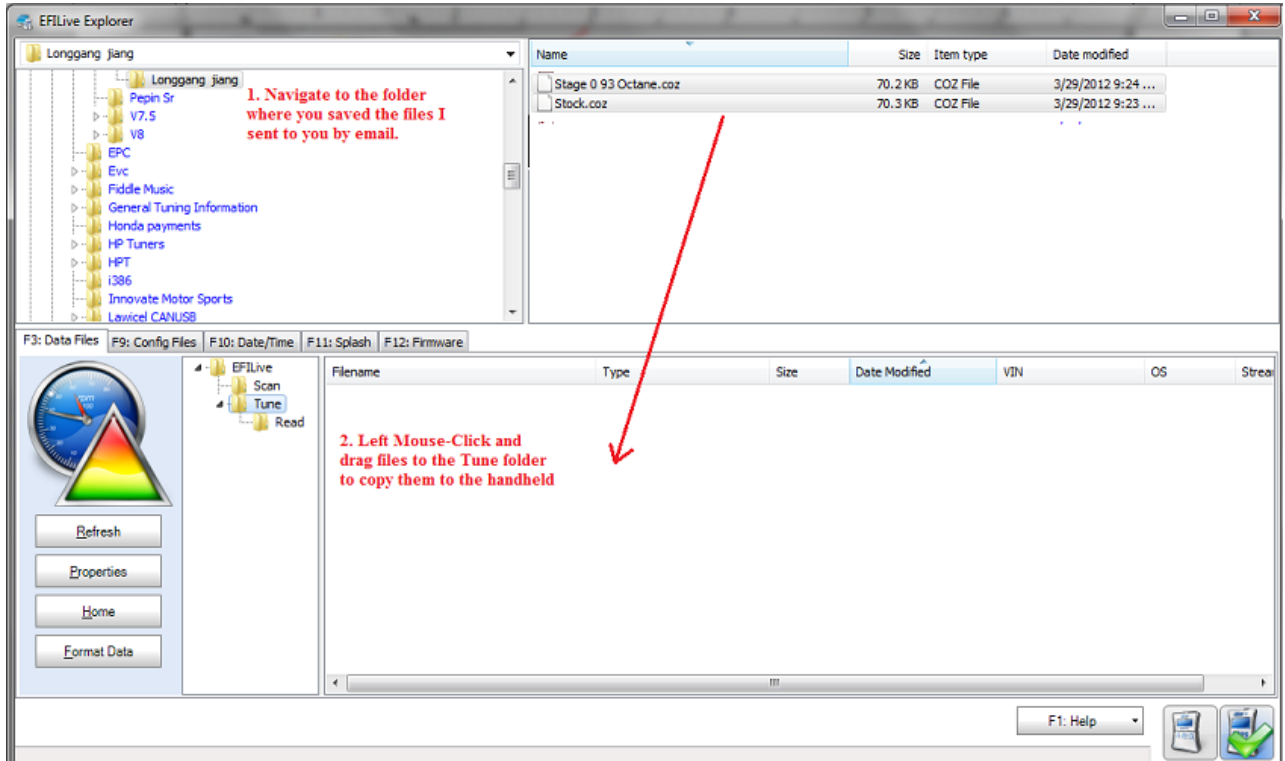 EFILive Explorer
Longgang jiang
Longgang jiang
Pepin Sr
V7.5
V8
EPC
Evc
Fiddle Music
General Tuning Information
Honda payments
HP Tuners
HPT
i386
Innovate Motor Sports
Lawicel CANUSB
1. Navigate to the folder
where you saved the files I
sent to you by email.
Name Size Item type Date modified
Stage 0 93 Octane.coz 70.2 KB COZ File 3/29/2012 9:24 ...
Stock.coz 70.3 KB COZ File 3/29/2012 9:23 ...
F3: Data Files F9: Config Files F10: Date/Time F11: Splash F12: Firmware
rpm
Refresh
Properties
Home
Format Data
EFILive
Scan
Tune
Read
Filename Type Size Date Modified VIN OS Strear
2. Left Mouse-Click and
drag files to the Tune folder
to copy them to the handheld
F1: Help